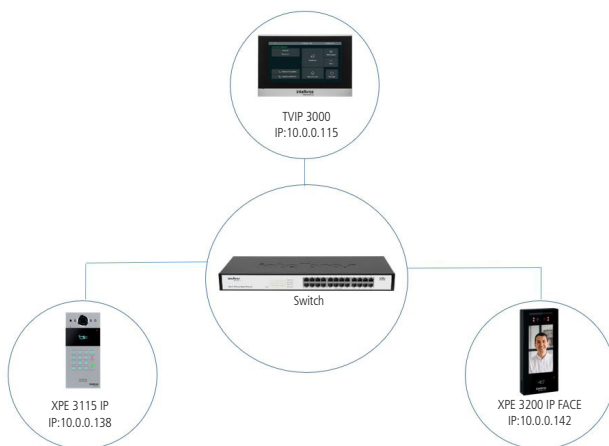 intelbras
TVIP 3000
IP:10.0.0.115
Switch
XPE 3115 IP
IP:10.0.0.138
XPE 3200 IP FACE
IP:10.0.0.142